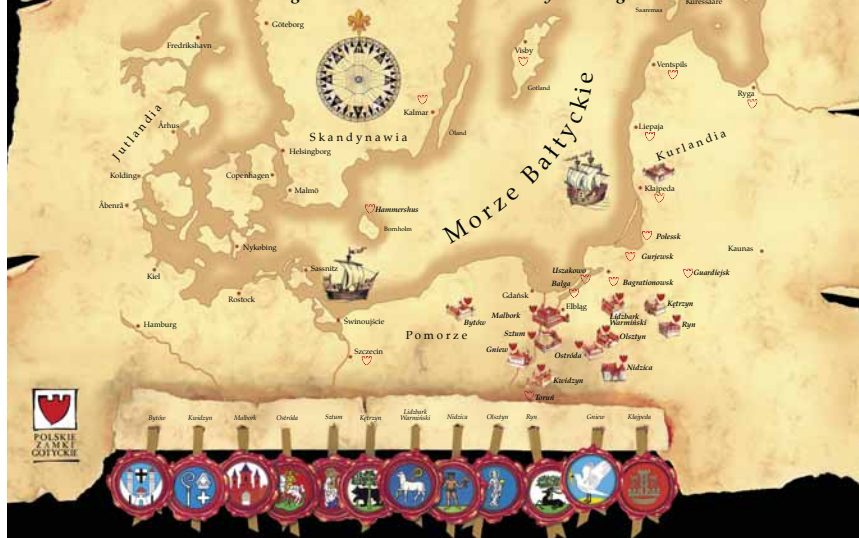 Saaremaa
Kuressaare
Göteborg
Fredrikshavn
Visby
Ventspils
Gotland
Ryga
Kalmar
Jutlandia
Århus
Skandynawia
Öland
Liepaja
Kurlandia
Helsingborg
Morze Bałtyckie
Kolding
Copenhagen
Malmö
Kłajpeda
Åbenrå
Hammershus
Bornholm
Polessk
Nykøbing
Kaunas
Gurjewsk
Kiel
Sassnitz
Uszakowo
Guardiejsk
Balga
Bagrationowsk
Rostock
Gdańsk
Elbląg
Kętrzyn
Malbork
Bytów
Lidzbark
Warmiński
Hamburg
Świnoujście
Ryn
Pomorze
Sztum
Olsztyn
Szczecin
Gniew
Ostróda
Nidzica
Kwidzyn
Toruń
Bytów
Kwidzyn
Malbork
Ostróda
Sztum
Kętrzyn
Lidzbark
Warmiński
Nidzica
Olsztyn
Ryn
Gniew
Kłajpeda
POLSKIE
ZAMKI
GOTYCKIE